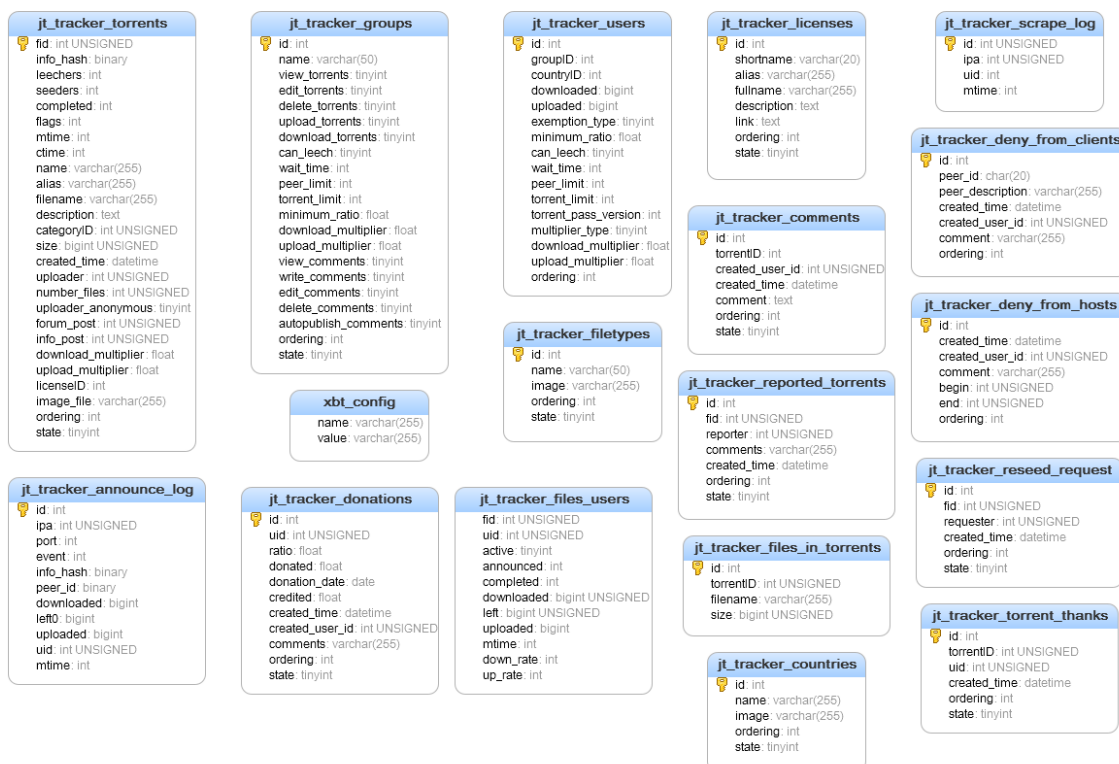 jt_tracker_torrents
fid: int UNSIGNED
info_hash: binary
leechers: int
seeders: int
completed: int
flags: int
mtime: int
ctime: int
name: varchar(255)
alias: varchar(255)
filename: varchar(255)
description: text
categoryID: int UNSIGNED
size: bigint UNSIGNED
created_time: datetime
uploader: int UNSIGNED
number_files: int UNSIGNED
uploader_anonymous: tinyint
forum_post: int UNSIGNED
info_post: int UNSIGNED
download_multiplier: float
upload_multiplier: float
licenseID: int
image_file: varchar(255)
ordering: int
state: tinyint
jt_tracker_announce_log
id: int
ipa: int UNSIGNED
port: int
event: int
info_hash: binary
peer_id: binary
downloaded: bigint
left0: bigint
uploaded: bigint
uid: int UNSIGNED
mtime: int
jt_tracker_groups
id: int
name: varchar(50)
view_torrents: tinyint
edit_torrents: tinyint
delete_torrents: tinyint
upload_torrents: tinyint
download_torrents: tinyint
can_leech: tinyint
wait_time: int
peer_limit: int
torrent_limit: int
minimum_ratio: float
download_multiplier: float
upload_multiplier: float
view_comments: tinyint
write_comments: tinyint
edit_comments: tinyint
delete_comments: tinyint
autopublish_comments: tinyint
ordering: int
state: tinyint
xbt_config
name: varchar(255)
value: varchar(255)
jt_tracker_donations
id: int
uid: int UNSIGNED
ratio: float
donated: float
donation_date: date
credited: float
created_time: datetime
created_user_id: int UNSIGNED
comments: varchar(255)
ordering: int
state: tinyint
jt_tracker_users
id: int
groupID: int
countryID: int
downloaded: bigint
uploaded: bigint
exemption_type: tinyint
minimum_ratio: float
can_leech: tinyint
wait_time: int
peer_limit: int
torrent_limit: int
torrent_pass_version: int
multiplier_type: tinyint
download_multiplier: float
upload_multiplier: float
ordering: int
jt_tracker_filetypes
id: int
name: varchar(50)
image: varchar(255)
ordering: int
state: tinyint
jt_tracker_files_users
fid: int UNSIGNED
uid: int UNSIGNED
active: tinyint
announced: int
completed: int
downloaded: bigint UNSIGNED
left: bigint UNSIGNED
uploaded: bigint
mtime: int
down_rate: int
up_rate: int
jt_tracker_licenses
id: int
shortname: varchar(20)
alias: varchar(255)
fullname: varchar(255)
description: text
link: text
ordering: int
state: tinyint
jt_tracker_comments
id: int
torrentID: int
created_user_id: int UNSIGNED
created_time: datetime
comment: text
ordering: int
state: tinyint
jt_tracker_reported_torrents
id: int
fid: int UNSIGNED
reporter: int UNSIGNED
comments: varchar(255)
created_time: datetime
ordering: int
state: tinyint
jt_tracker_files_in_torrents
id: int
torrentID: int UNSIGNED
filename: varchar(255)
size: bigint UNSIGNED
jt_tracker_countries
id: int
name: varchar(255)
image: varchar(255)
ordering: int
state: tinyint
jt_tracker_scrape_log
id: int UNSIGNED
ipa: int UNSIGNED
uid: int
mtime: int
jt_tracker_deny_from_clients
id: int
peer_id: char(20)
peer_description: varchar(255)
created_time: datetime
created_user_id: int UNSIGNED
comment: varchar(255)
ordering: int
jt_tracker_deny_from_hosts
id: int
created_time: datetime
created_user_id: int UNSIGNED
comment: varchar(255)
begin: int UNSIGNED
end: int UNSIGNED
ordering: int
jt_tracker_reseed_request
id: int
fid: int UNSIGNED
requester: int UNSIGNED
created_time: datetime
ordering: int
state: tinyint
jt_tracker_torrent_thanks
id: int
torrentID: int UNSIGNED
uid: int UNSIGNED
created_time: datetime
ordering: int
state: tinyint